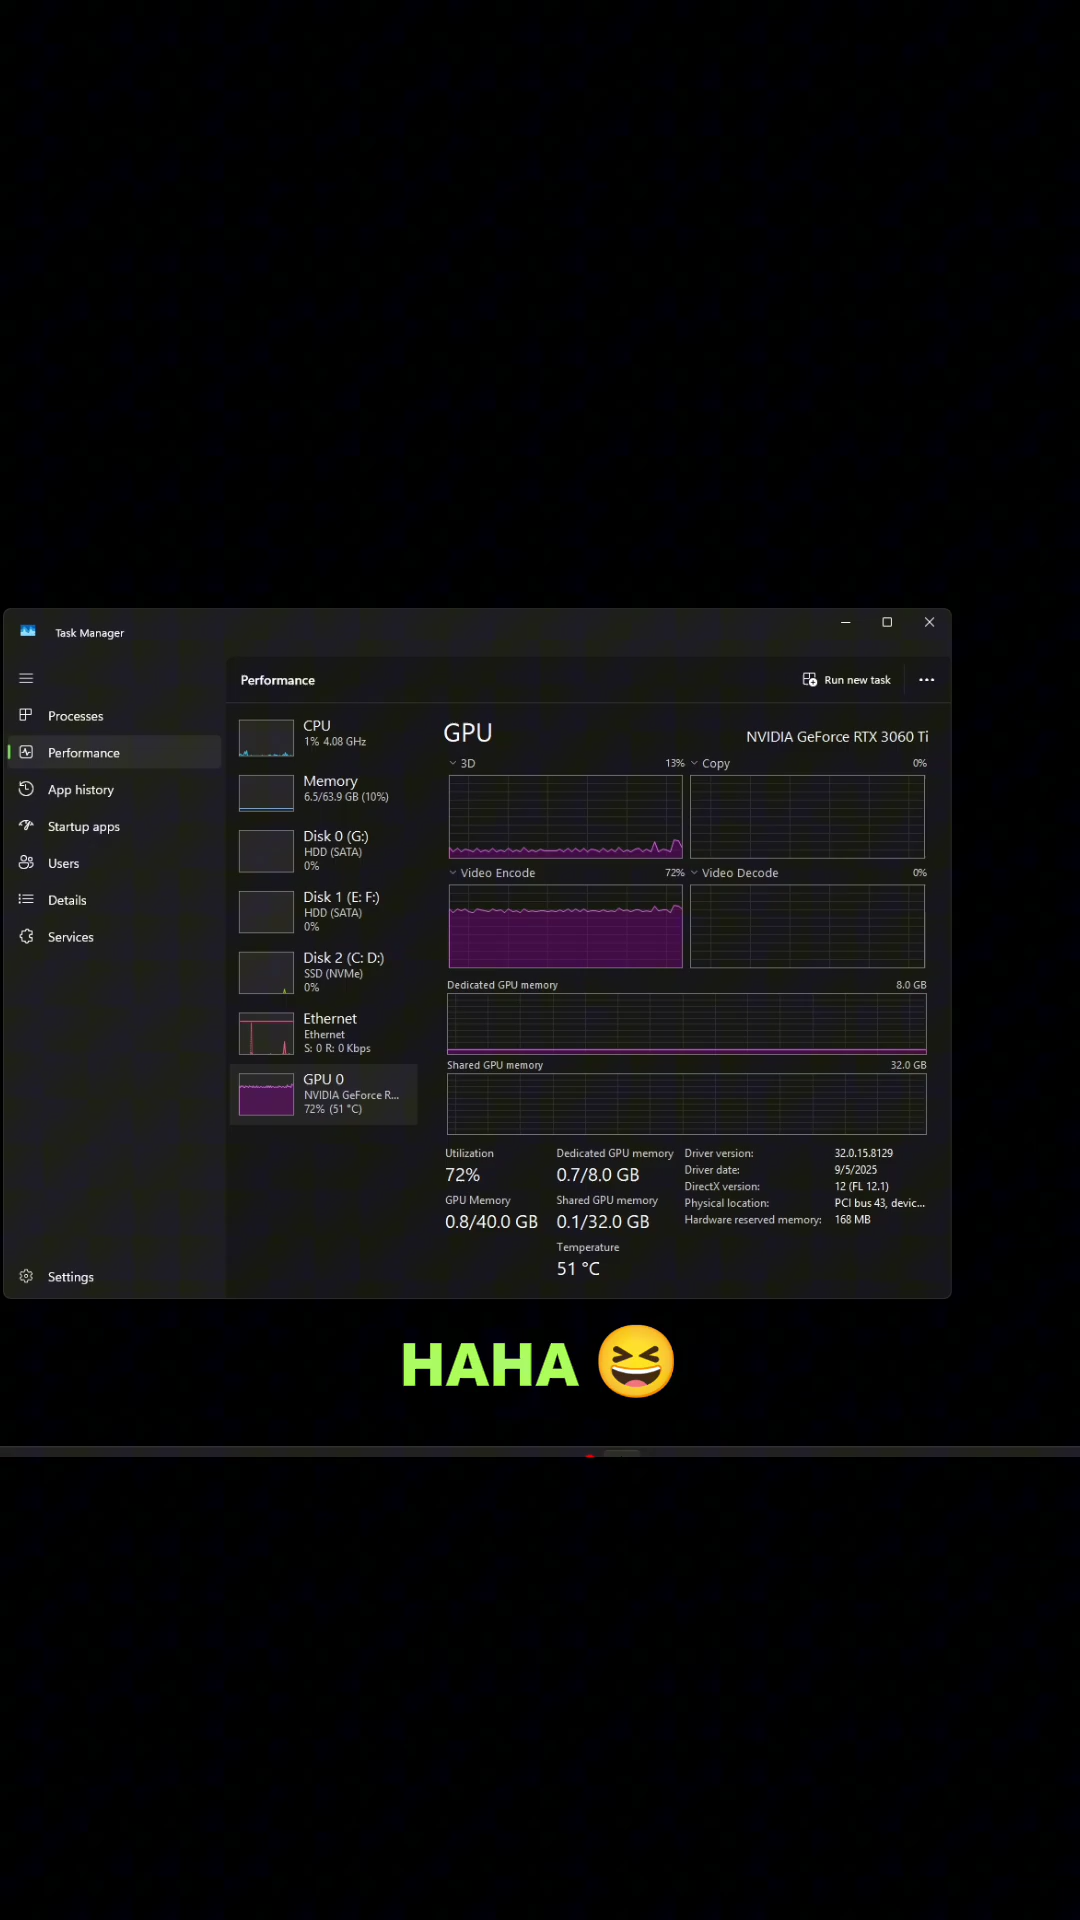 Task Manager
Performance
Run new task
Processes
Performance
App history
Startup apps
Users
Details
Services
Settings
CPU
1% 4.08 GHz
Memory
6.5/63.9 GB (10%)
Disk 0 (G:)
HDD (SATA)
0%
Disk 1 (E: F:)
HDD (SATA)
0%
Disk 2 (C: D:)
SSD (NVMe)
0%
Ethernet
Ethernet
S: 0 R: 0 Kbps
GPU 0
NVIDIA GeForce R...
72% (51 °C)
GPU
NVIDIA GeForce RTX 3060 Ti
3D 13%
Copy 0%
Video Encode 72%
Video Decode 0%
Dedicated GPU memory 8.0 GB
Shared GPU memory 32.0 GB
Utilization
72%
Dedicated GPU memory
0.7/8.0 GB
GPU Memory
0.8/40.0 GB
Shared GPU memory
0.1/32.0 GB
Temperature
51 °C
Driver version: 32.0.15.8129
Driver date: 9/5/2025
DirectX version: 12 (FL 12.1)
Physical location: PCI bus 43, devic...
Hardware reserved memory: 168 MB
HAHA 😆